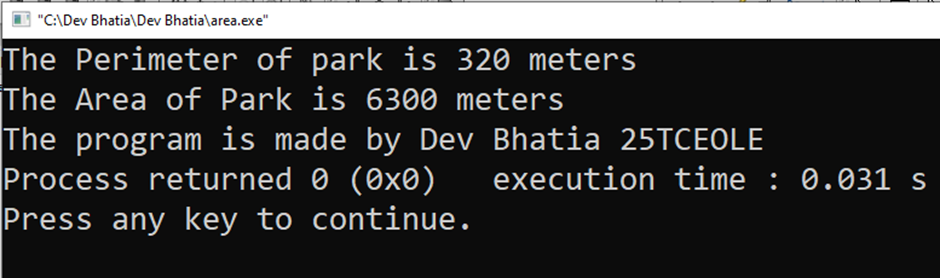 "C:\Dev Bhatia\Dev Bhatia\area.exe"
The Perimeter of park is 320 meters
The Area of Park is 6300 meters
The program is made by Dev Bhatia 25TCEOLE
Process returned 0 (0x0)   execution time : 0.031 s
Press any key to continue.